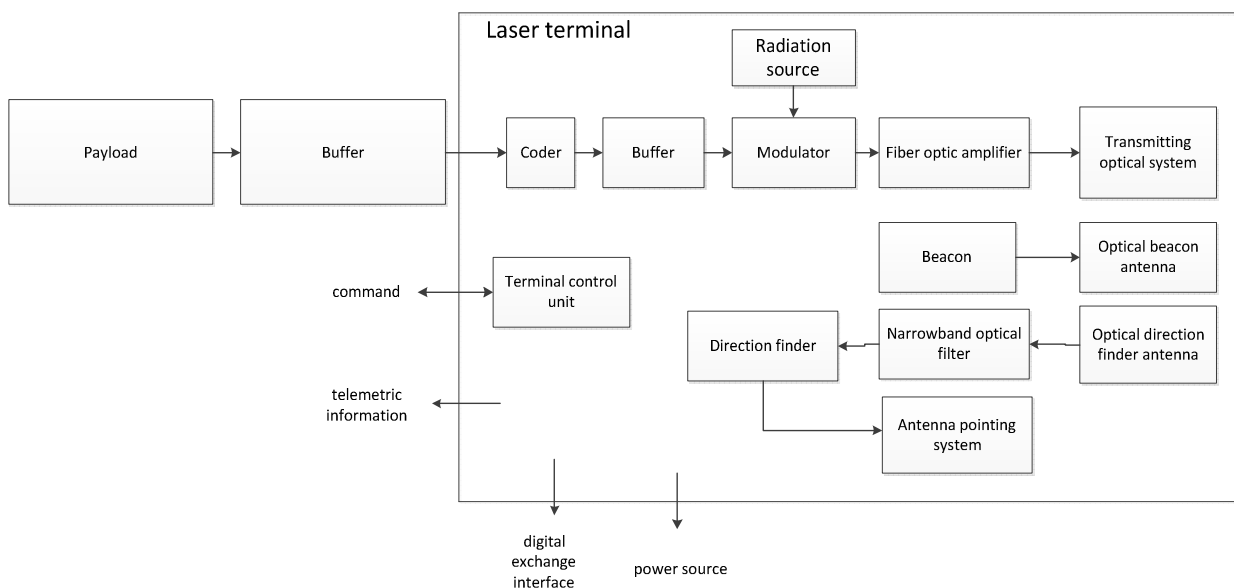 Laser terminal
Radiation
source
Payload
Buffer
Coder
Buffer
Modulator
Fiber optic amplifier
Transmitting
optical system
Beacon
Optical beacon
antenna
command
Terminal control
unit
Direction finder
Narrowband optical
filter
Optical direction
finder antenna
telemetric
information
Antenna pointing
system
digital
exchange
interface
power source